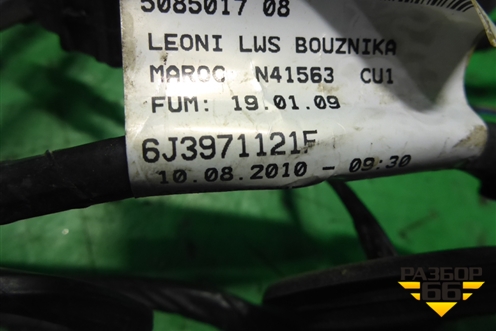 5085017 08
LEONI LWS BOUZNIKA
MAROC N41563 CU1
FUM: 19.01.09
6J3971121F
10.08.2010 - 09:30
РАЗБОР
66